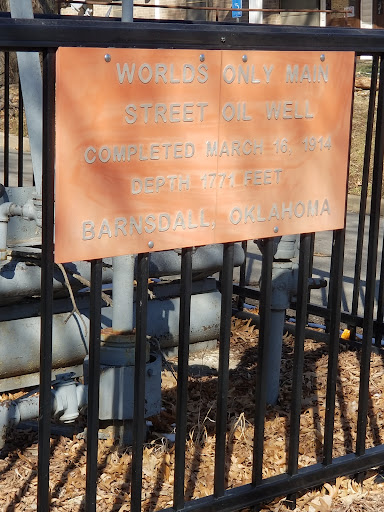 WORLDS ONLY MAIN
STREET OIL WELL
COMPLETED MARCH 16, 1914
DEPTH 1771 FEET
BARNSDALL, OKLAHOMA